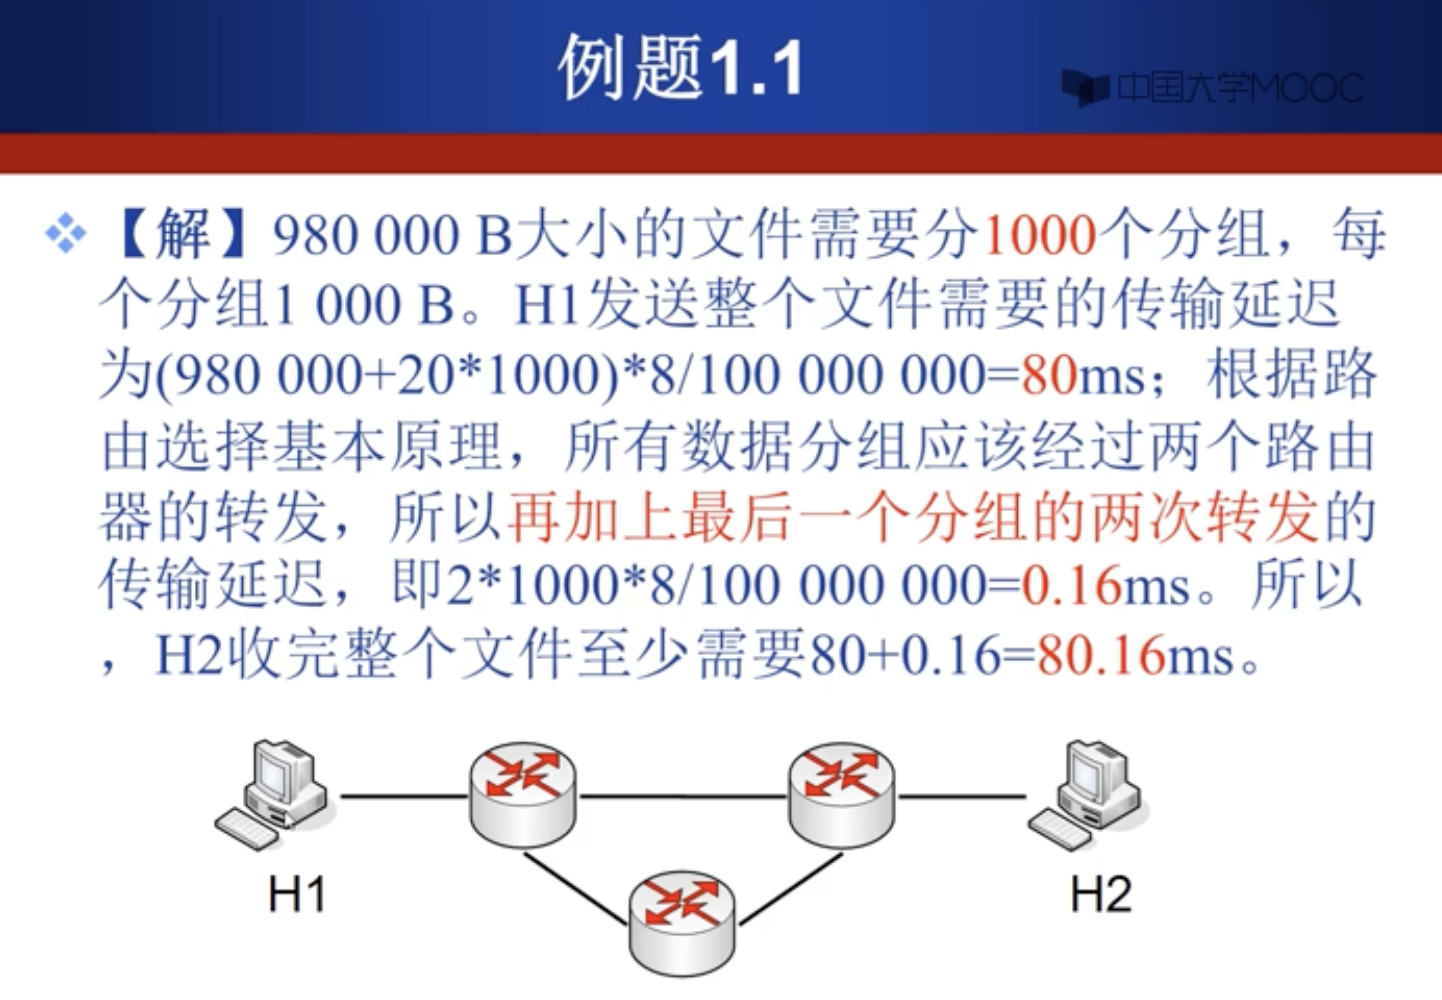 例题1.1
中国大学MOOC
【解】980 000 B大小的文件需要分1000个分组，每
个分组1 000 B。H1发送整个文件需要的传输延迟
为(980 000+20*1000)*8/100 000 000=80ms；根据路
由选择基本原理，所有数据分组应该经过两个路由
器的转发，所以再加上最后一个分组的两次转发的
传输延迟，即2*1000*8/100 000 000=0.16ms。所以
，H2收完整个文件至少需要80+0.16=80.16ms。
H1
H2